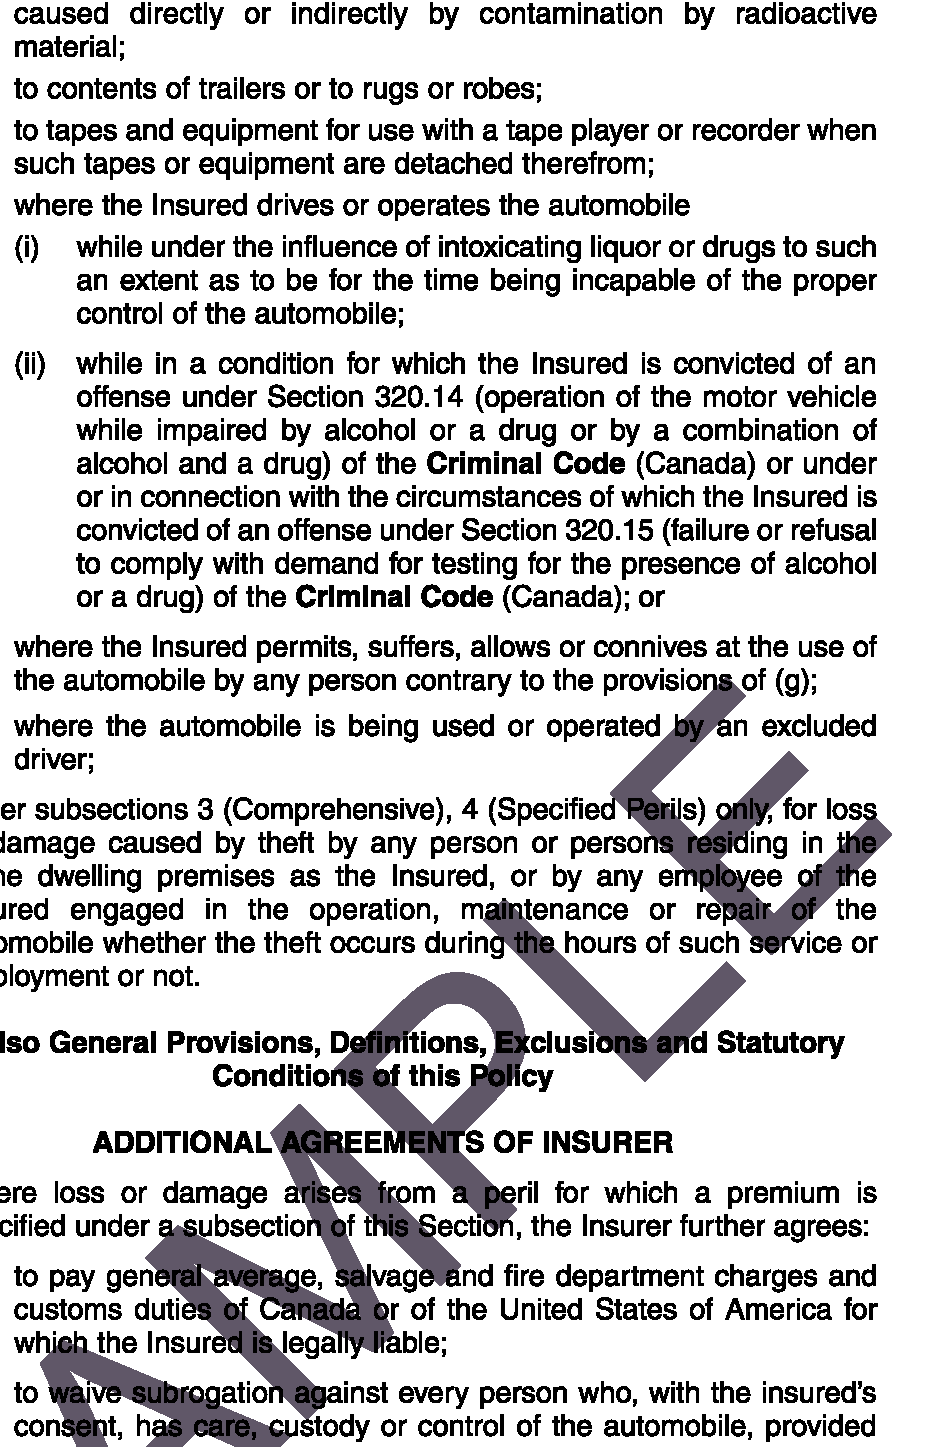 caused directly or indirectly by contamination by radioactive
material;
to contents of trailers or to rugs or robes;
to tapes and equipment for use with a tape player or recorder when
such tapes or equipment are detached therefrom;
where the Insured drives or operates the automobile
(i) while under the influence of intoxicating liquor or drugs to such
an extent as to be for the time being incapable of the proper
control of the automobile;
(ii) while in a condition for which the Insured is convicted of an
offense under Section 320.14 (operation of the motor vehicle
while impaired by alcohol or a drug or by a combination of
alcohol and a drug) of the Criminal Code (Canada) or under
or in connection with the circumstances of which the Insured is
convicted of an offense under Section 320.15 (failure or refusal
to comply with demand for testing for the presence of alcohol
or a drug) of the Criminal Code (Canada); or
where the Insured permits, suffers, allows or connives at the use of
the automobile by any person contrary to the provisions of (g);
where the automobile is being used or operated by an excluded
driver;
er subsections 3 (Comprehensive), 4 (Specified Perils) only, for loss
damage caused by theft by any person or persons residing in the
ne dwelling premises as the Insured, or by any employee of the
ured engaged in the operation, maintenance or repair of the
omobile whether the theft occurs during the hours of such service or
ployment or not.
lso General Provisions, Definitions, Exclusions and Statutory
Conditions of this Policy
ADDITIONAL AGREEMENTS OF INSURER
ere loss or damage arises from a peril for which a premium is
cified under a subsection of this Section, the Insurer further agrees:
to pay general average, salvage and fire department charges and
customs duties of Canada or of the United States of America for
which the Insured is legally liable;
to waive subrogation against every person who, with the insured's
consent, has care, custody or control of the automobile, provided
AMPLE